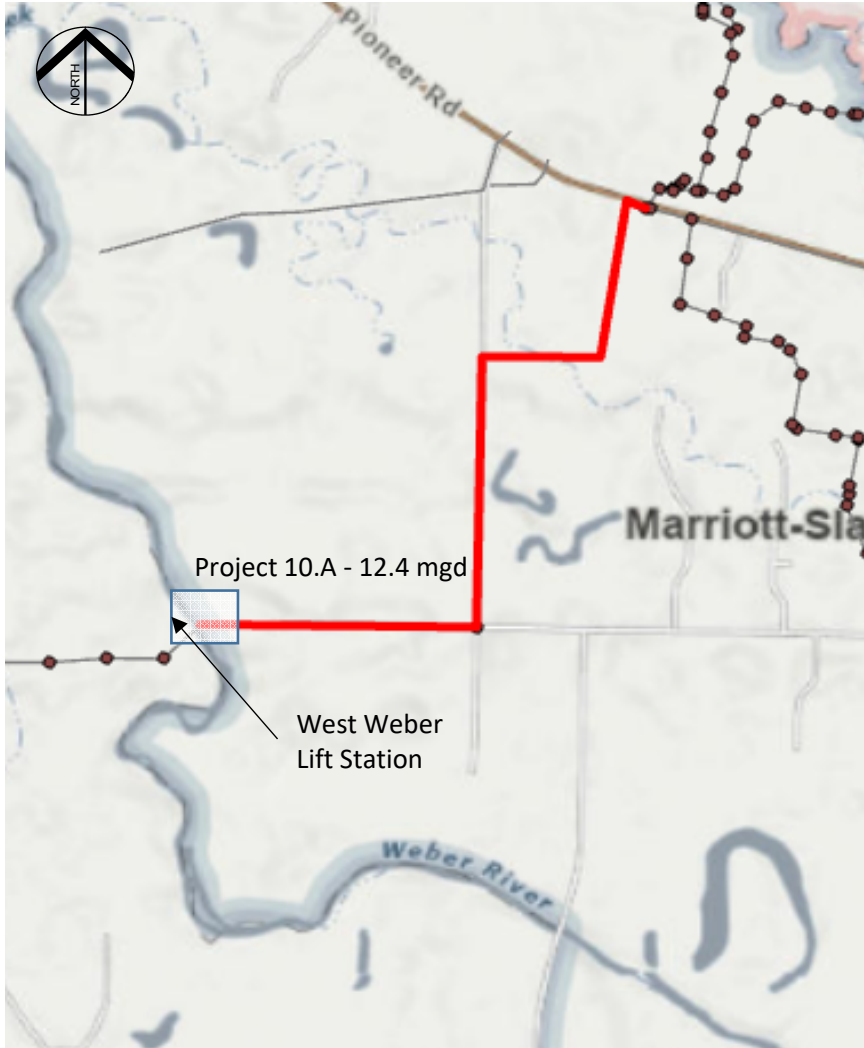 NORTH
Pioneer Rd
Marriott-Sla
Project 10.A - 12.4 mgd
West Weber
Lift Station
Weber River